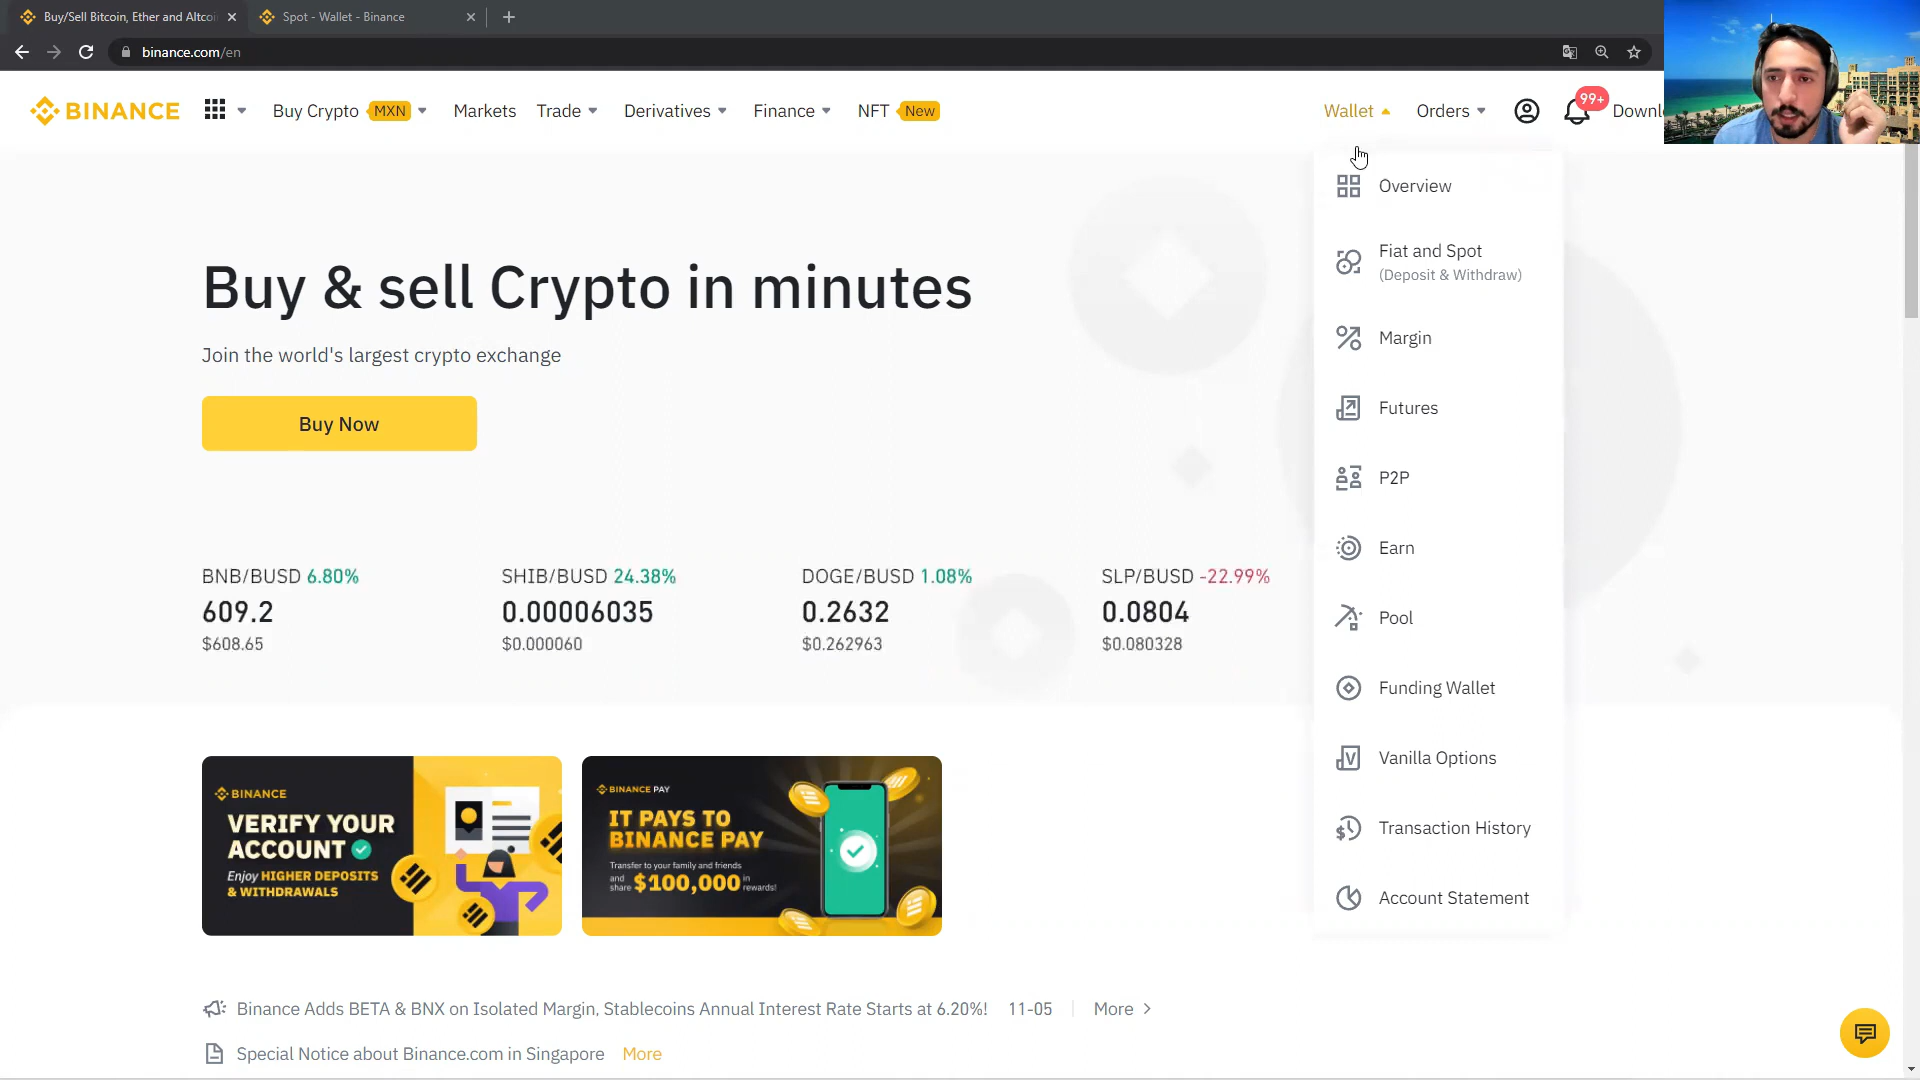 Buy/Sell Bitcoin, Ether and Altcoi
Spot - Wallet - Binance
binance.com/en
BINANCE
Buy Crypto MXN
Markets
Trade
Derivatives
Finance
NFT New
Wallet
Orders
99+
Downl
Overview
Fiat and Spot
(Deposit & Withdraw)
Margin
Futures
P2P
Earn
Pool
Funding Wallet
Vanilla Options
Transaction History
Account Statement
Buy & sell Crypto in minutes
Join the world's largest crypto exchange
Buy Now
BNB/BUSD 6.80%
609.2
$608.65
SHIB/BUSD 24.38%
0.00006035
$0.000060
DOGE/BUSD 1.08%
0.2632
$0.262963
SLP/BUSD -22.99%
0.0804
$0.080328
BINANCE
VERIFY YOUR
ACCOUNT
Enjoy HIGHER DEPOSITS
& WITHDRAWALS
BINANCE PAY
IT PAYS TO
BINANCE PAY
Transfer to your family and friends
and share $100,000 in rewards!
Binance Adds BETA & BNX on Isolated Margin, Stablecoins Annual Interest Rate Starts at 6.20%! 11-05 More
Special Notice about Binance.com in Singapore More